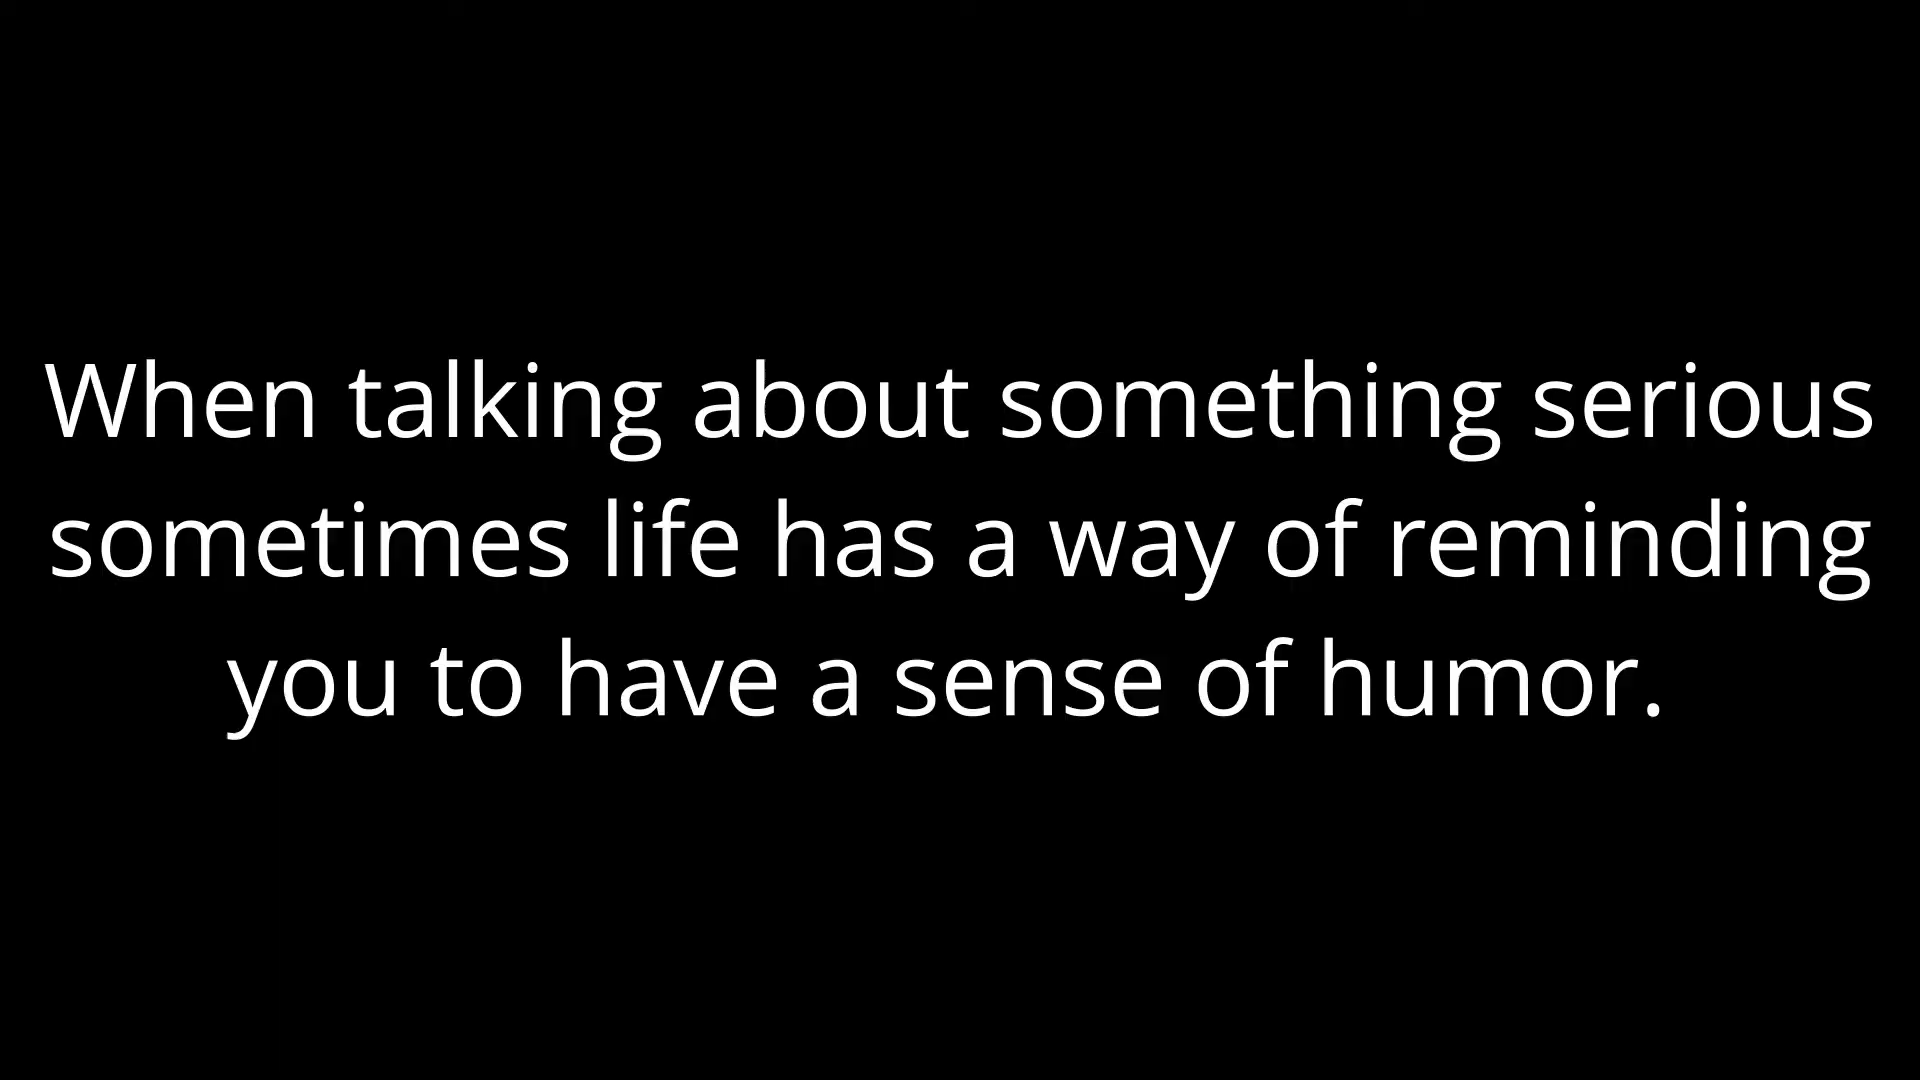 When talking about something serious
sometimes life has a way of reminding
you to have a sense of humor.